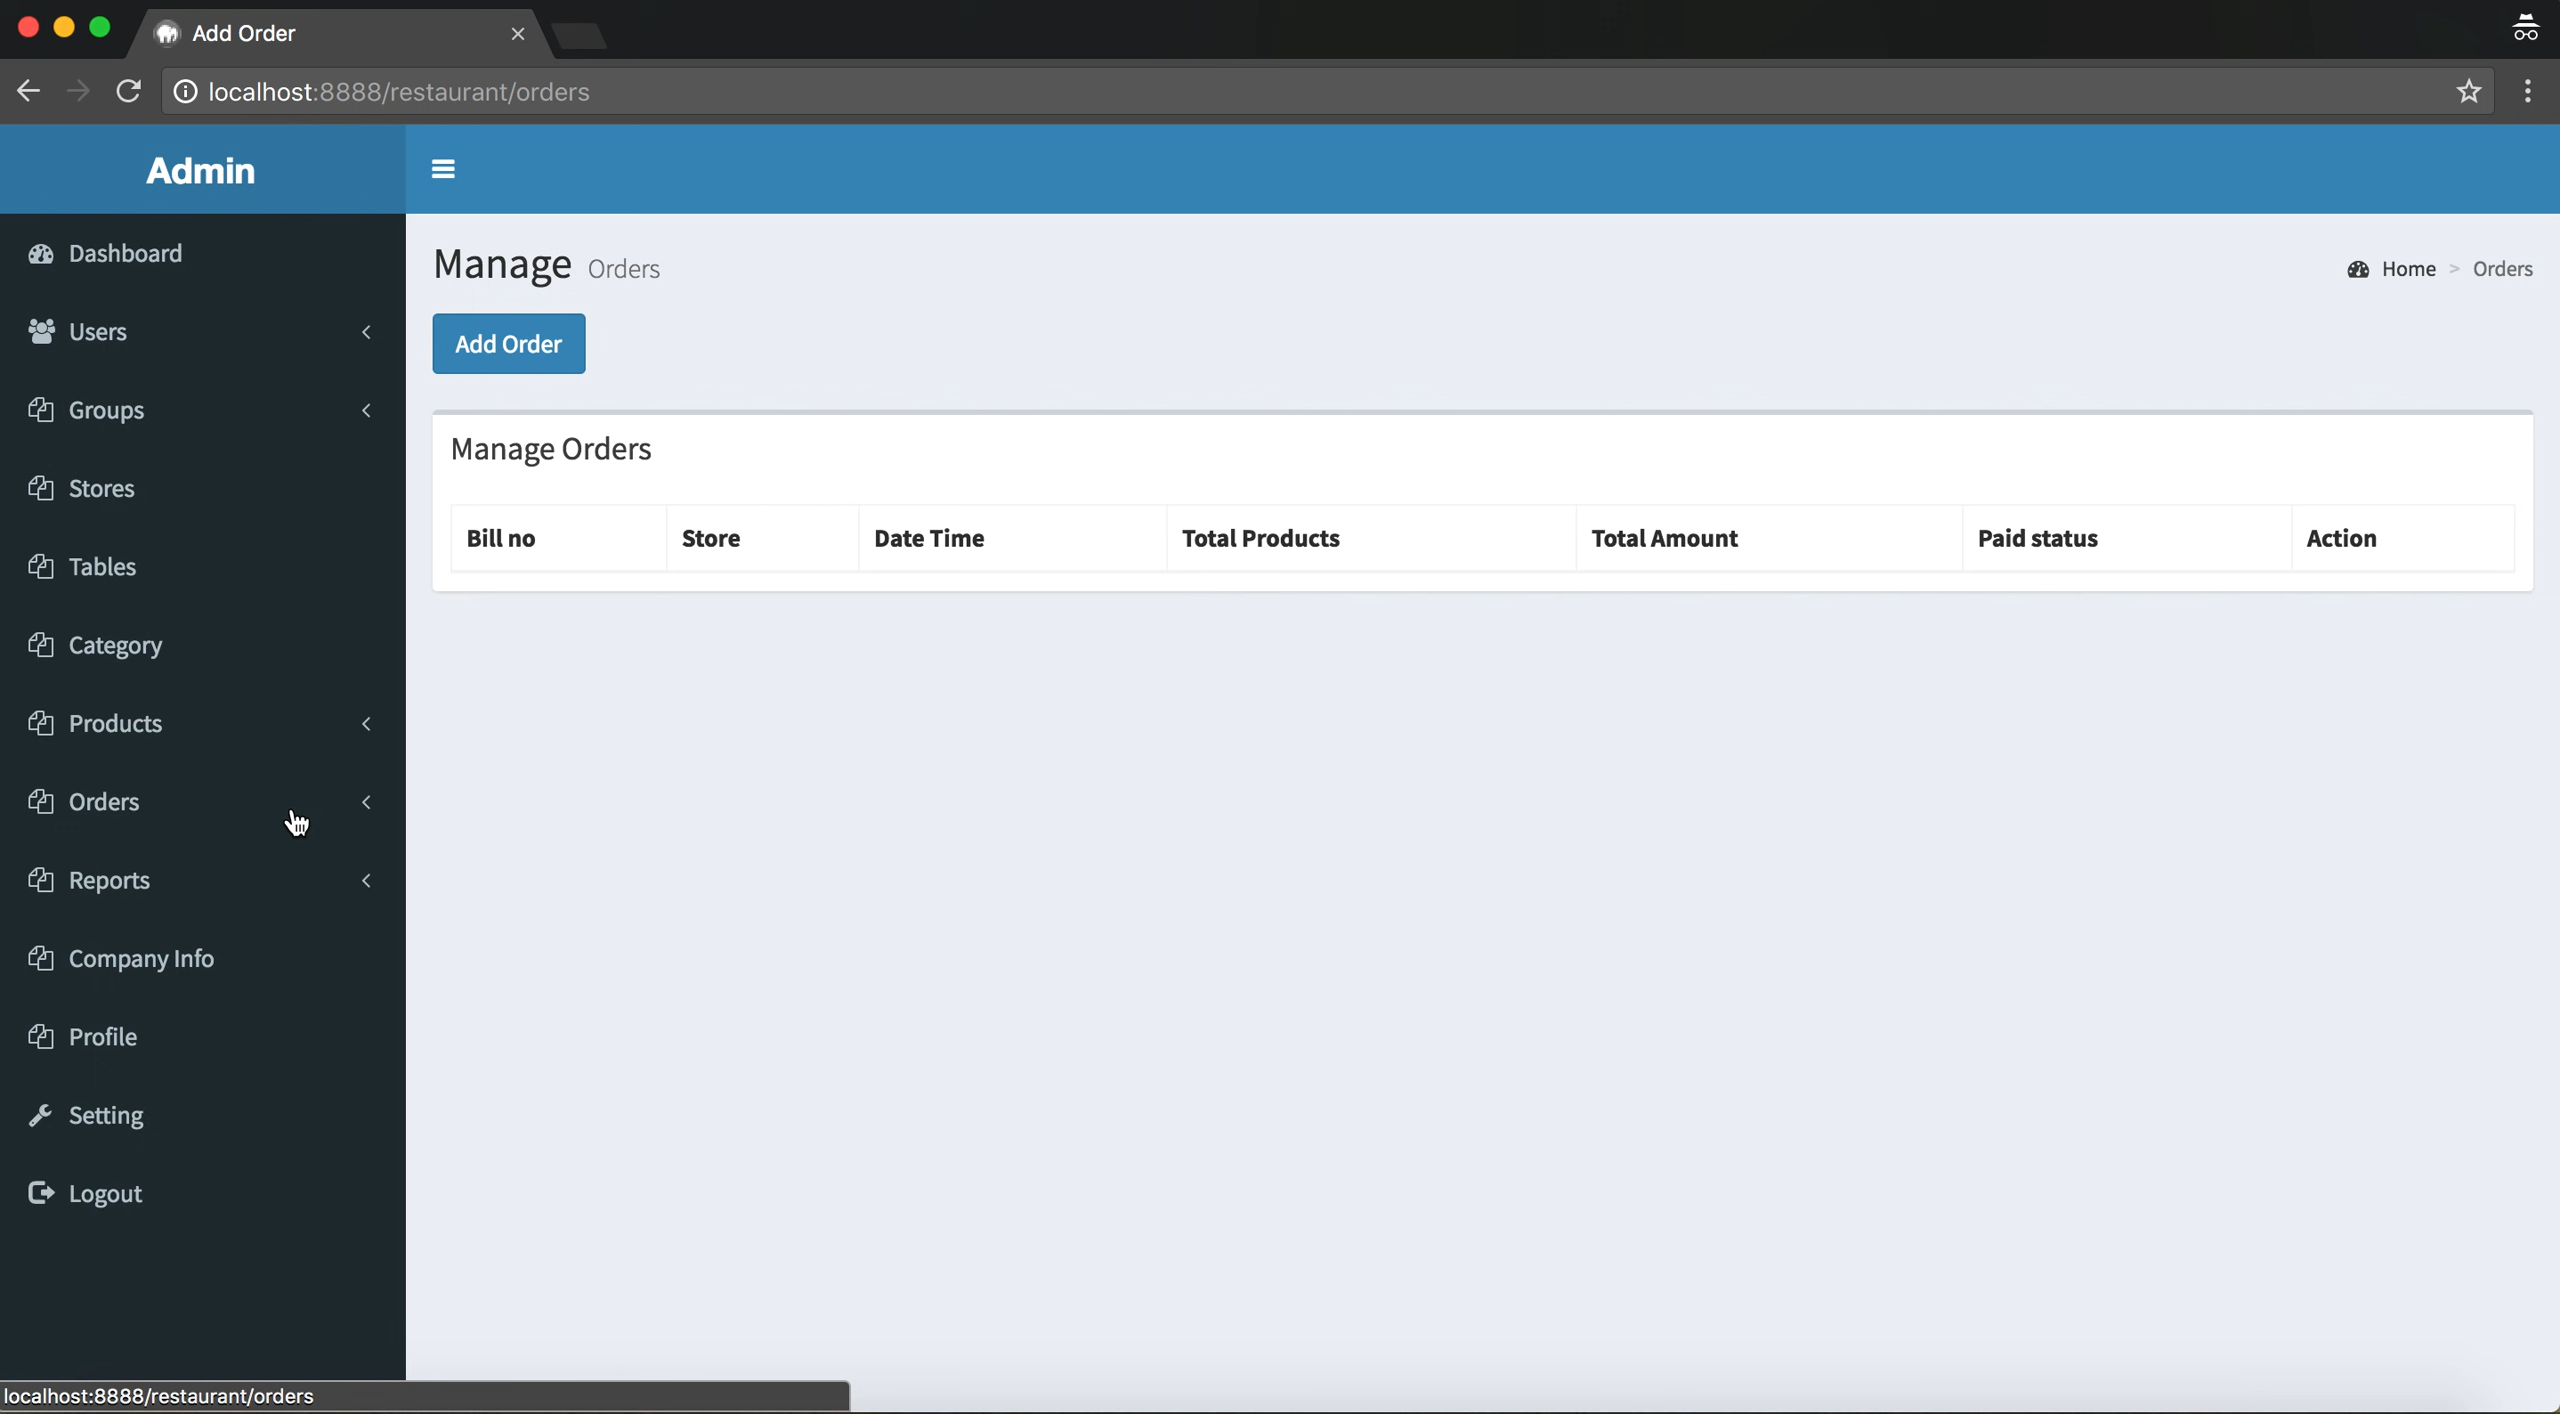 Add Order
localhost:8888/restaurant/orders
Admin
Dashboard
Users
Groups
Stores
Tables
Category
Products
Orders
Reports
Company Info
Profile
Setting
Logout
Manage Orders
Home > Orders
Add Order
Manage Orders
Bill no Store Date Time Total Products Total Amount Paid status Action
localhost:8888/restaurant/orders